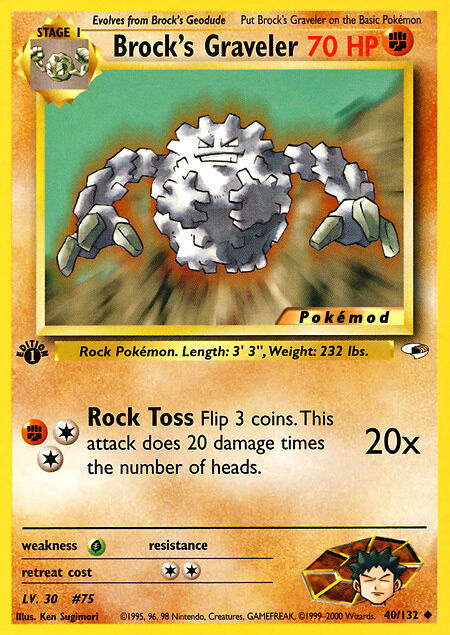 Evolves from Brock's Geodude
Put Brock's Graveler on the Basic Pokémon
STAGE 1
Brock's Graveler 70 HP
Pokémod
EDITION
1
Rock Pokémon. Length: 3' 3", Weight: 232 lbs.
Rock Toss Flip 3 coins. This
attack does 20 damage times
the number of heads.
20x
weakness
resistance
retreat cost
LV. 30 #75
Illus. Ken Sugimori
©1995, 96, 98 Nintendo, Creatures, GAMEFREAK. ©1999–2000 Wizards.
40/132